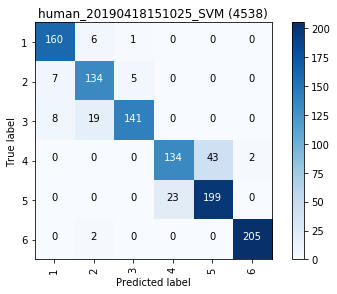 human_20190418151025_SVM (4538)
True label
1 160 6 1 0 0 0
2 7 134 5 0 0 0
3 8 19 141 0 0 0
4 0 0 0 134 43 2
5 0 0 0 23 199 0
6 0 2 0 0 0 205
1 2 3 4 5 6
Predicted label
200
175
150
125
100
75
50
25
0